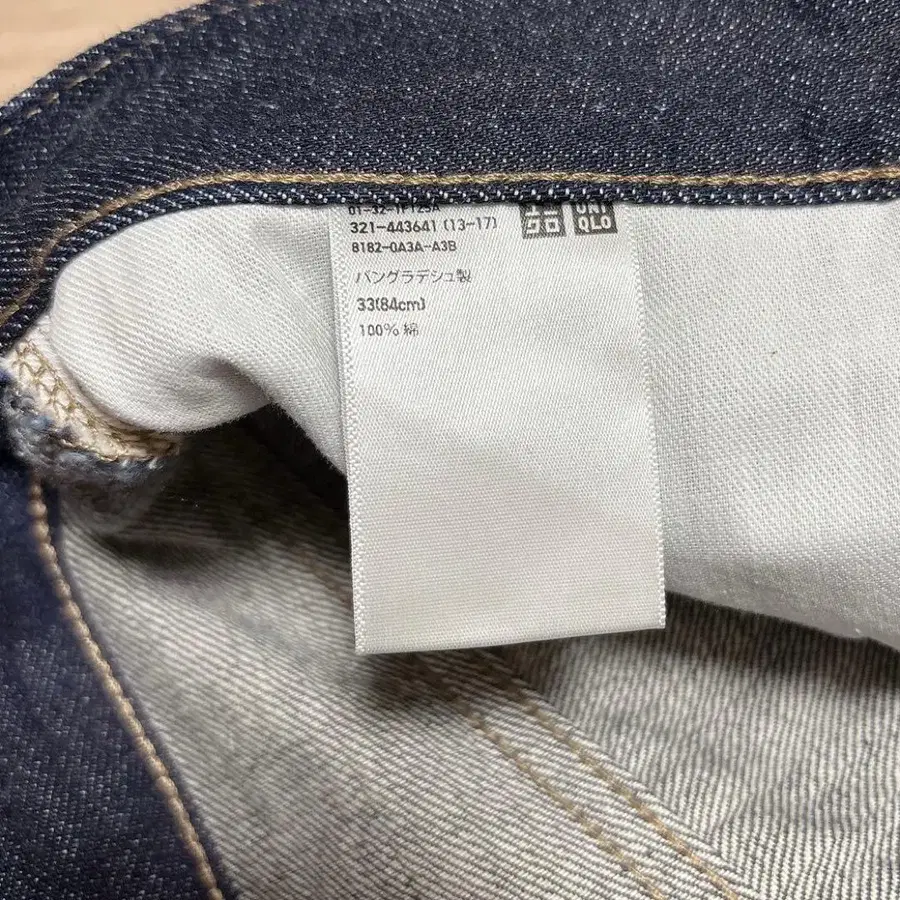 321-443641 (13-17)
ユニクロ UNI QLO
8182-0A3A-A3B
バングラデシュ製
33(84cm)
100% 綿